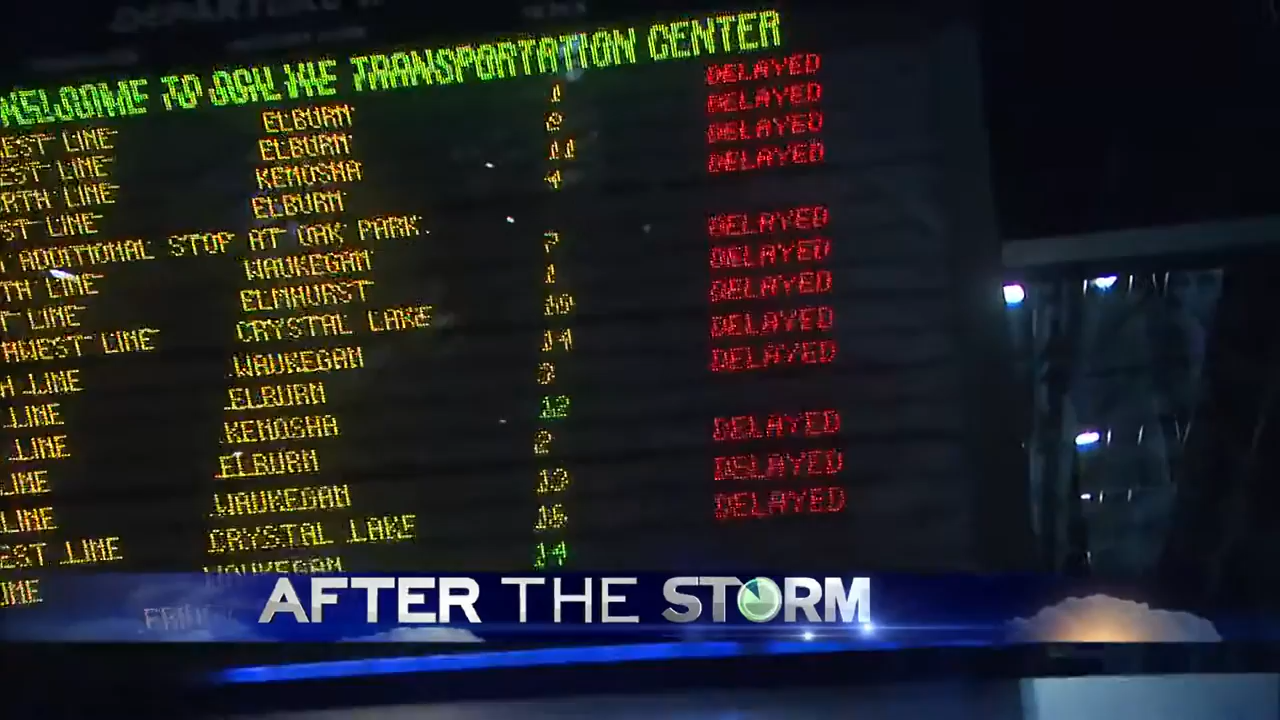 WELCOME TO OGILVIE TRANSPORTATION CENTER
EST LINE ELBURN 1 DELAYED
EST LINE ELBURN 2 DELAYED
RTH LINE KENOSHA 11 DELAYED
ST LINE ELBURN 4 DELAYED
ADDITIONAL STOP AT OAK PARK.
TH LINE WAUKEGAN 7 DELAYED
T LINE ELMHURST 1 DELAYED
HWEST LINE CRYSTAL LAKE 10 DELAYED
H LINE WAUKEGAN 14 DELAYED
LINE ELBURN 3 DELAYED
LINE KENOSHA 12
LINE ELBURN 2 DELAYED
LINE WAUKEGAN DELAYED
EST LINE CRYSTAL LAKE DELAYED
LINE WAUKEGAN 14
AFTER THE STORM